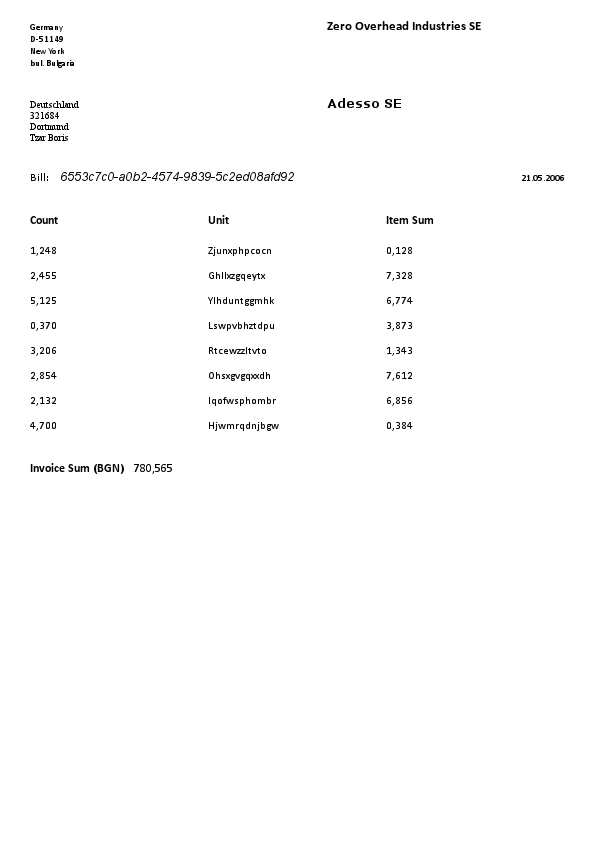 Germany
Zero Overhead Industries SE
D-51149
New York
bul. Bulgaria
Deutschland
Adesso SE
321684
Dortmund
Tzar Boris
Bill: 6553c7c0-a0b2-4574-9839-5c2ed08afd92 21.05.2006
Count Unit Item Sum
1,248 Zjunxphpcocn 0,128
2,455 Ghllxzgqeytx 7,328
5,125 Ylhduntggmhk 6,774
0,370 Lswpvbhztdpu 3,873
3,206 Rtcewzzltvto 1,343
2,854 Ohsxgvgqxxdh 7,612
2,132 Iqofwsphombr 6,856
4,700 Hjwmrqdnjbgw 0,384
Invoice Sum (BGN) 780,565